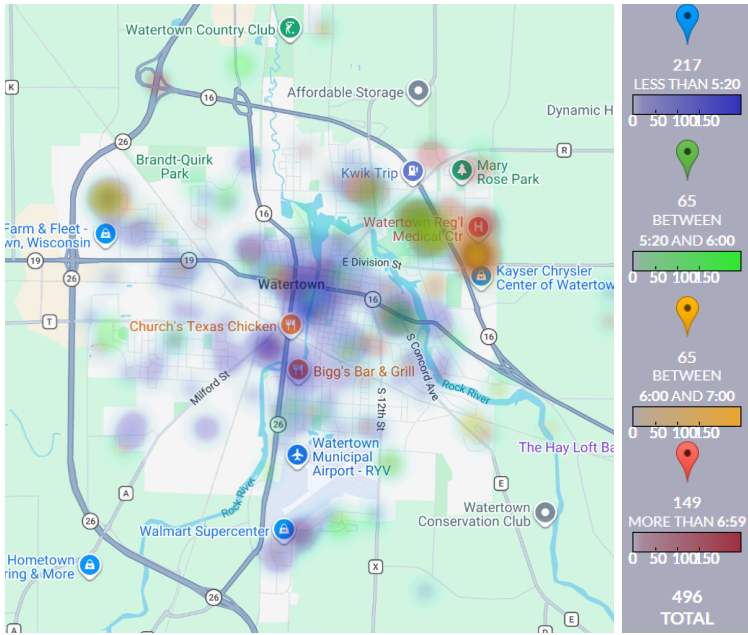 Watertown Country Club
K
16
Affordable Storage
Dynamic H
26
R
Brandt-Quirk
Park
Kwik Trip
Mary
Rose Park
16
Watertown Reg'l
Medical Ctr
H
Farm & Fleet -
wn, Wisconsin
19
19
E Division St
26
Watertown
Kayser Chrysler
Center of Watertow
16
T
Church's Texas Chicken
16
S Concord Ave
Bigg's Bar & Grill
Milford St
S 12th St
Rock River
26
Watertown
Municipal
Airport - RYV
The Hay Loft Ba
E
A
Rock River
Watertown
Conservation Club
26
Walmart Supercenter
Hometown
ring & More
X
26
E
A
D
217
LESS THAN 5:20
0 50 100 150
65
BETWEEN
5:20 AND 6:00
0 50 100 150
65
BETWEEN
6:00 AND 7:00
0 50 100 150
149
MORE THAN 6:59
0 50 100 150
496
TOTAL